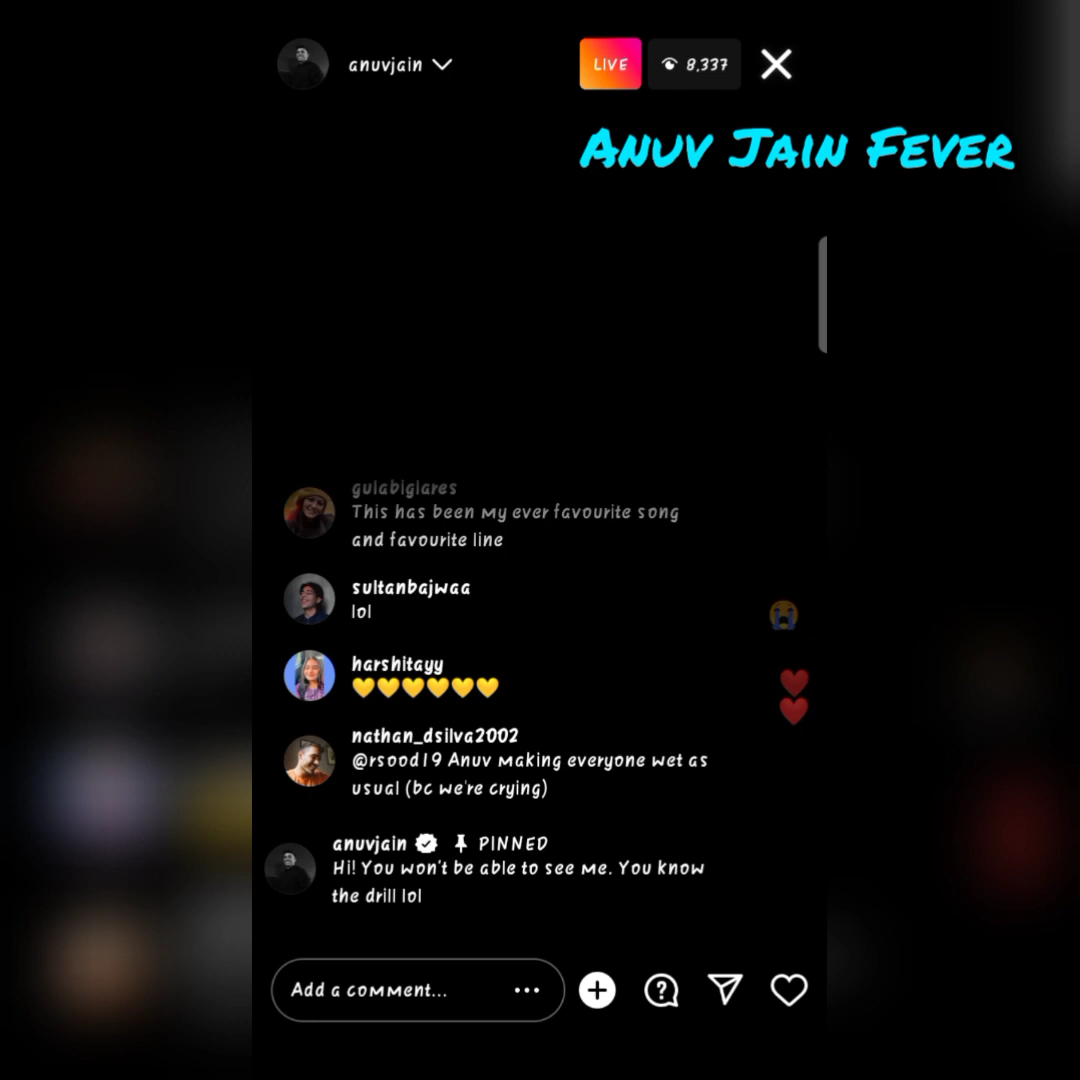 anuvjain
LIVE
8,337
ANUV JAIN FEVER
gulabiglares
This has been my ever favourite song
and favourite line
sultanbajwaa
lol
harshitayy
💛💛💛💛💛💛
nathan_dsilva2002
@rsood19 Anuv making everyone wet as
usual (bc we're crying)
anuvjain PINNED
Hi! You won't be able to see me. You know
the drill lol
Add a comment...